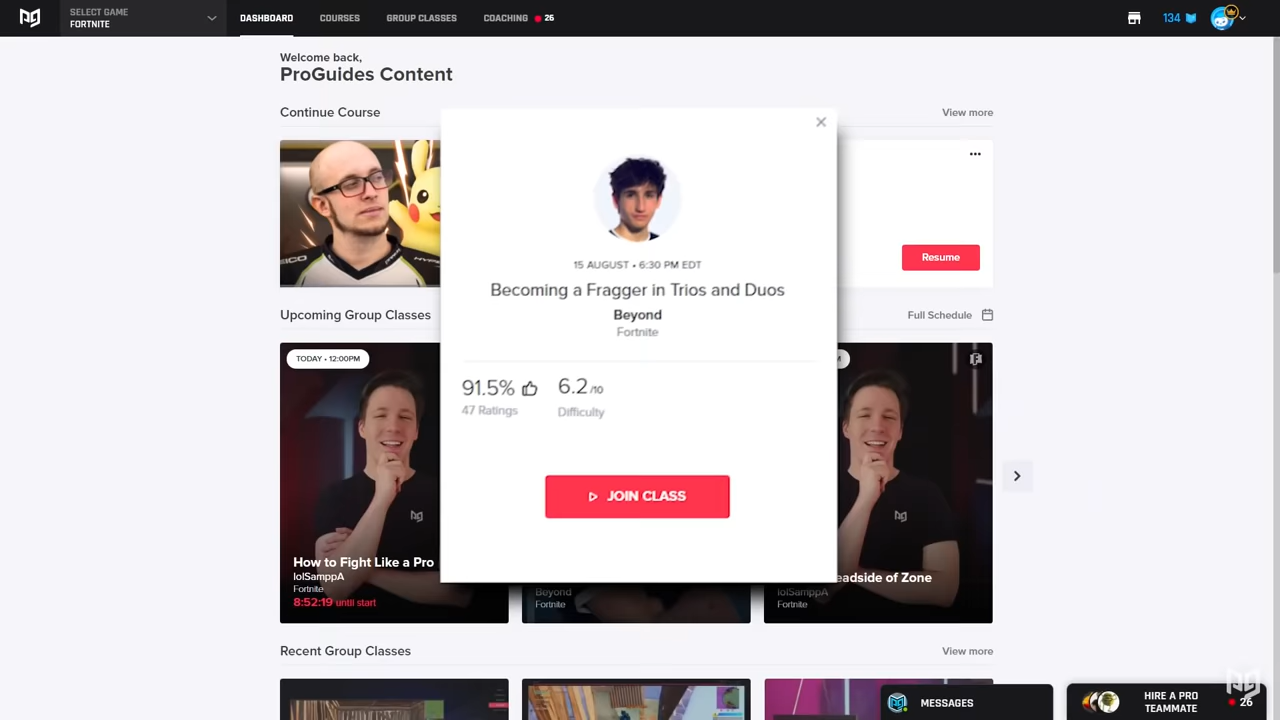 SELECT GAME
FORTNITE
DASHBOARD
COURSES
GROUP CLASSES
COACHING
26
134
Welcome back,
ProGuides Content
Continue Course
View more
15 AUGUST • 6:30 PM EDT
Becoming a Fragger in Trios and Duos
Beyond
Fortnite
91.5%
47 Ratings
6.2 /10
Difficulty
JOIN CLASS
Resume
Upcoming Group Classes
Full Schedule
TODAY • 12:00PM
How to Fight Like a Pro
lolSamppA
Fortnite
8:52:19 until start
Beyond
Fortnite
eadside of Zone
lolSamppA
Fortnite
Recent Group Classes
View more
MESSAGES
HIRE A PRO
TEAMMATE
26